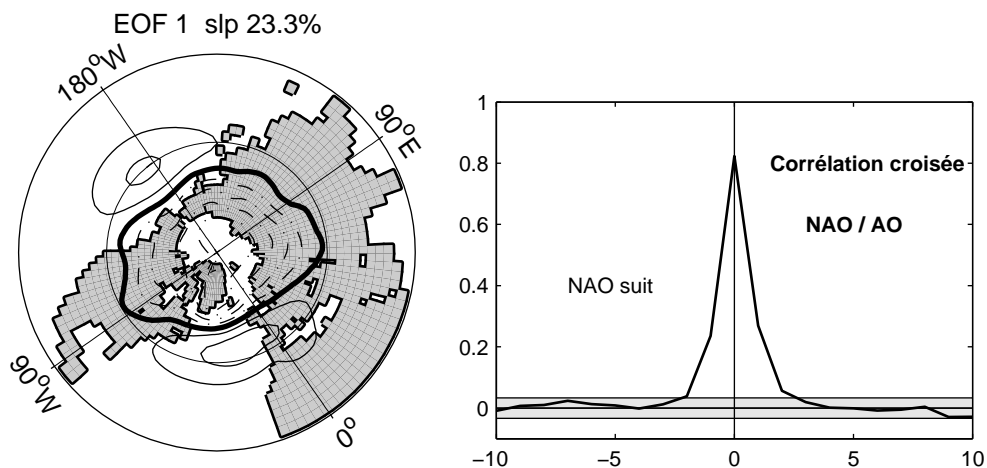 EOF 1 slp 23.3%
180°W
90°E
90°W
0°
1
0.8
0.6
0.4
0.2
0
−10
−5
0
5
10
Corrélation croisée
NAO / AO
NAO suit